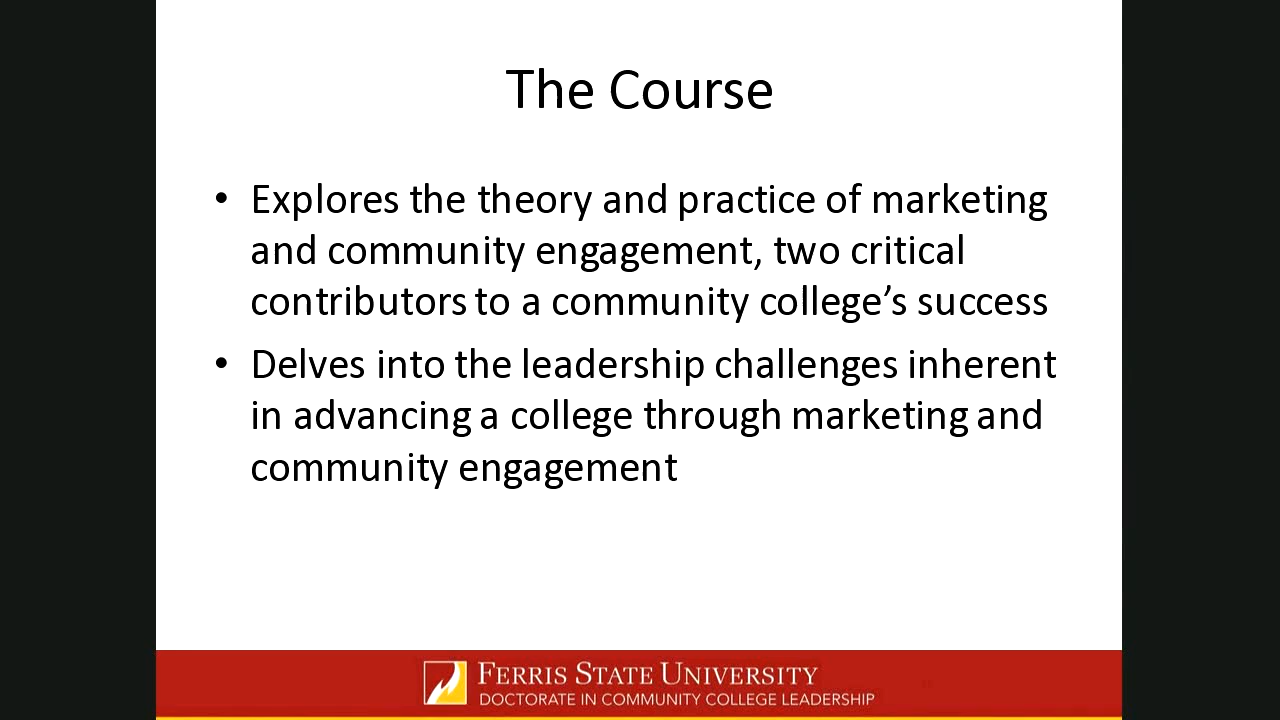 The Course
• Explores the theory and practice of marketing
and community engagement, two critical
contributors to a community college’s success
• Delves into the leadership challenges inherent
in advancing a college through marketing and
community engagement
FERRIS STATE UNIVERSITY
DOCTORATE IN COMMUNITY COLLEGE LEADERSHIP